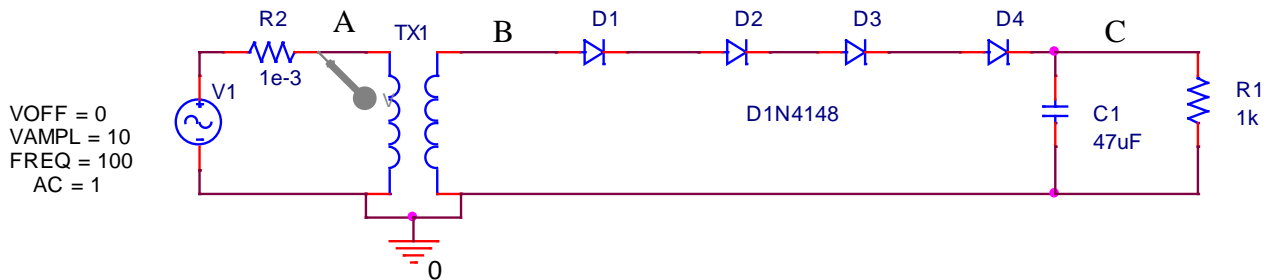 R2
A
TX1
B
D1
D2
D3
D4
C
1e-3
V1
V
VOFF = 0
VAMPL = 10
FREQ = 100
AC = 1
D1N4148
C1
47uF
R1
1k
0